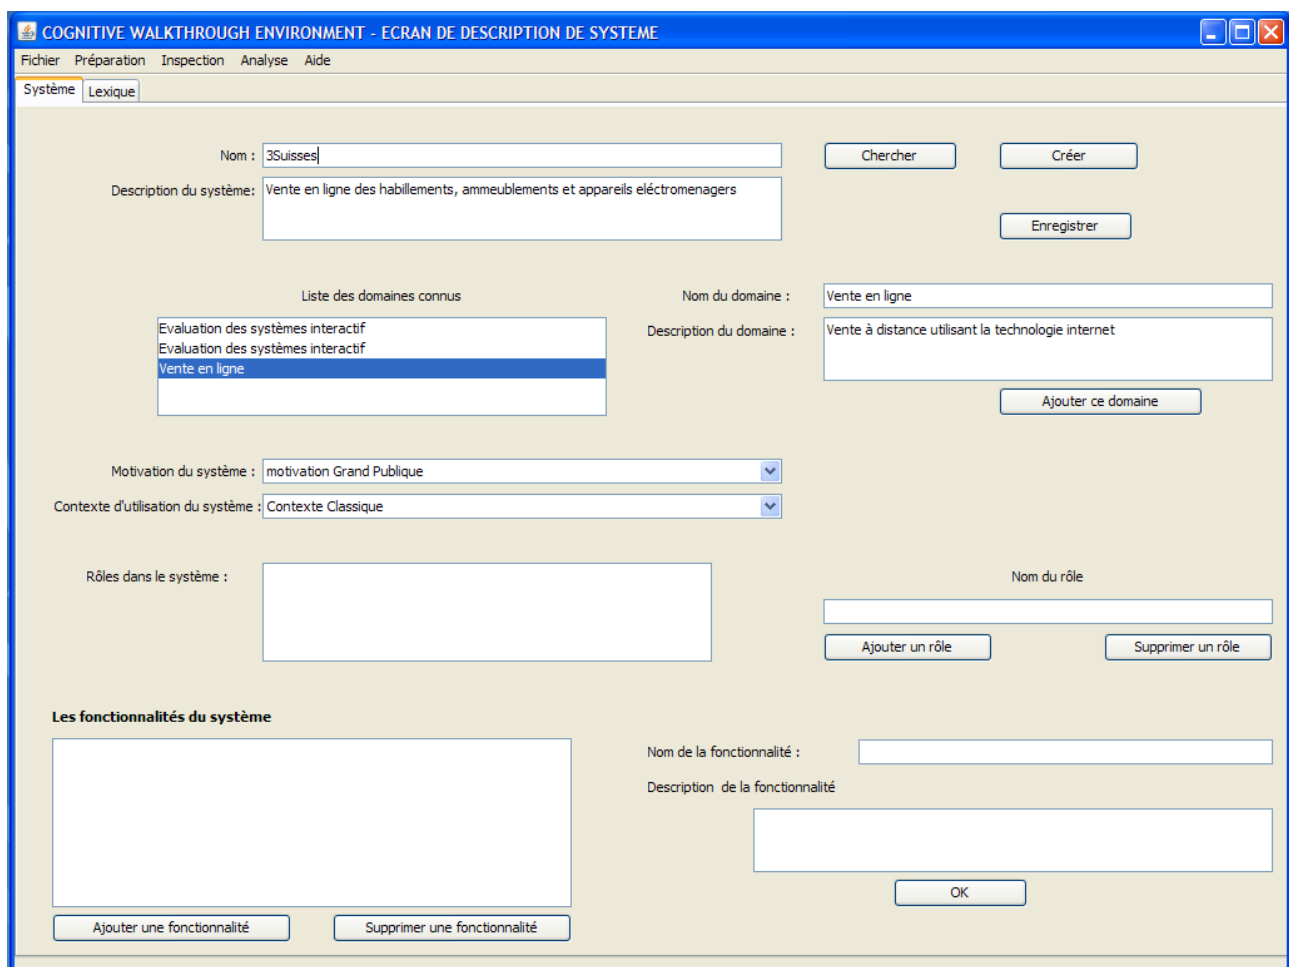 COGNITIVE WALKTHROUGH ENVIRONMENT - ECRAN DE DESCRIPTION DE SYSTEME
Fichier Préparation Inspection Analyse Aide
Système Lexique
Nom : 3Suisses Chercher Créer
Description du système: Vente en ligne des habillements, ammeublements et appareils eléctromenagers
Enregistrer
Liste des domaines connus Nom du domaine : Vente en ligne
Evaluation des systèmes interactif Description du domaine : Vente à distance utilisant la technologie internet
Evaluation des systèmes interactif
Vente en ligne
Ajouter ce domaine
Motivation du système : motivation Grand Publique
Contexte d'utilisation du système : Contexte Classique
Rôles dans le système : Nom du rôle
Ajouter un rôle Supprimer un rôle
Les fonctionnalités du système
Nom de la fonctionnalité :
Description de la fonctionnalité
OK
Ajouter une fonctionnalité Supprimer une fonctionnalité